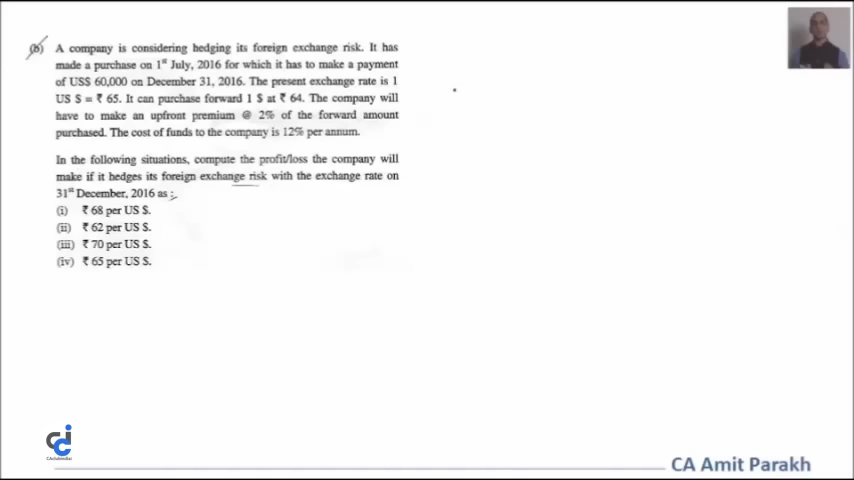 (b) A company is considering hedging its foreign exchange risk. It has
made a purchase on 1st July, 2016 for which it has to make a payment
of US$ 60,000 on December 31, 2016. The present exchange rate is 1
US $ = ₹ 65. It can purchase forward 1 $ at ₹ 64. The company will
have to make an upfront premium @ 2% of the forward amount
purchased. The cost of funds to the company is 12% per annum.
In the following situations, compute the profit/loss the company will
make if it hedges its foreign exchange risk with the exchange rate on
31st December, 2016 as :
(i) ₹ 68 per US $.
(ii) ₹ 62 per US $.
(iii) ₹ 70 per US $.
(iv) ₹ 65 per US $.
CA Amit Parakh